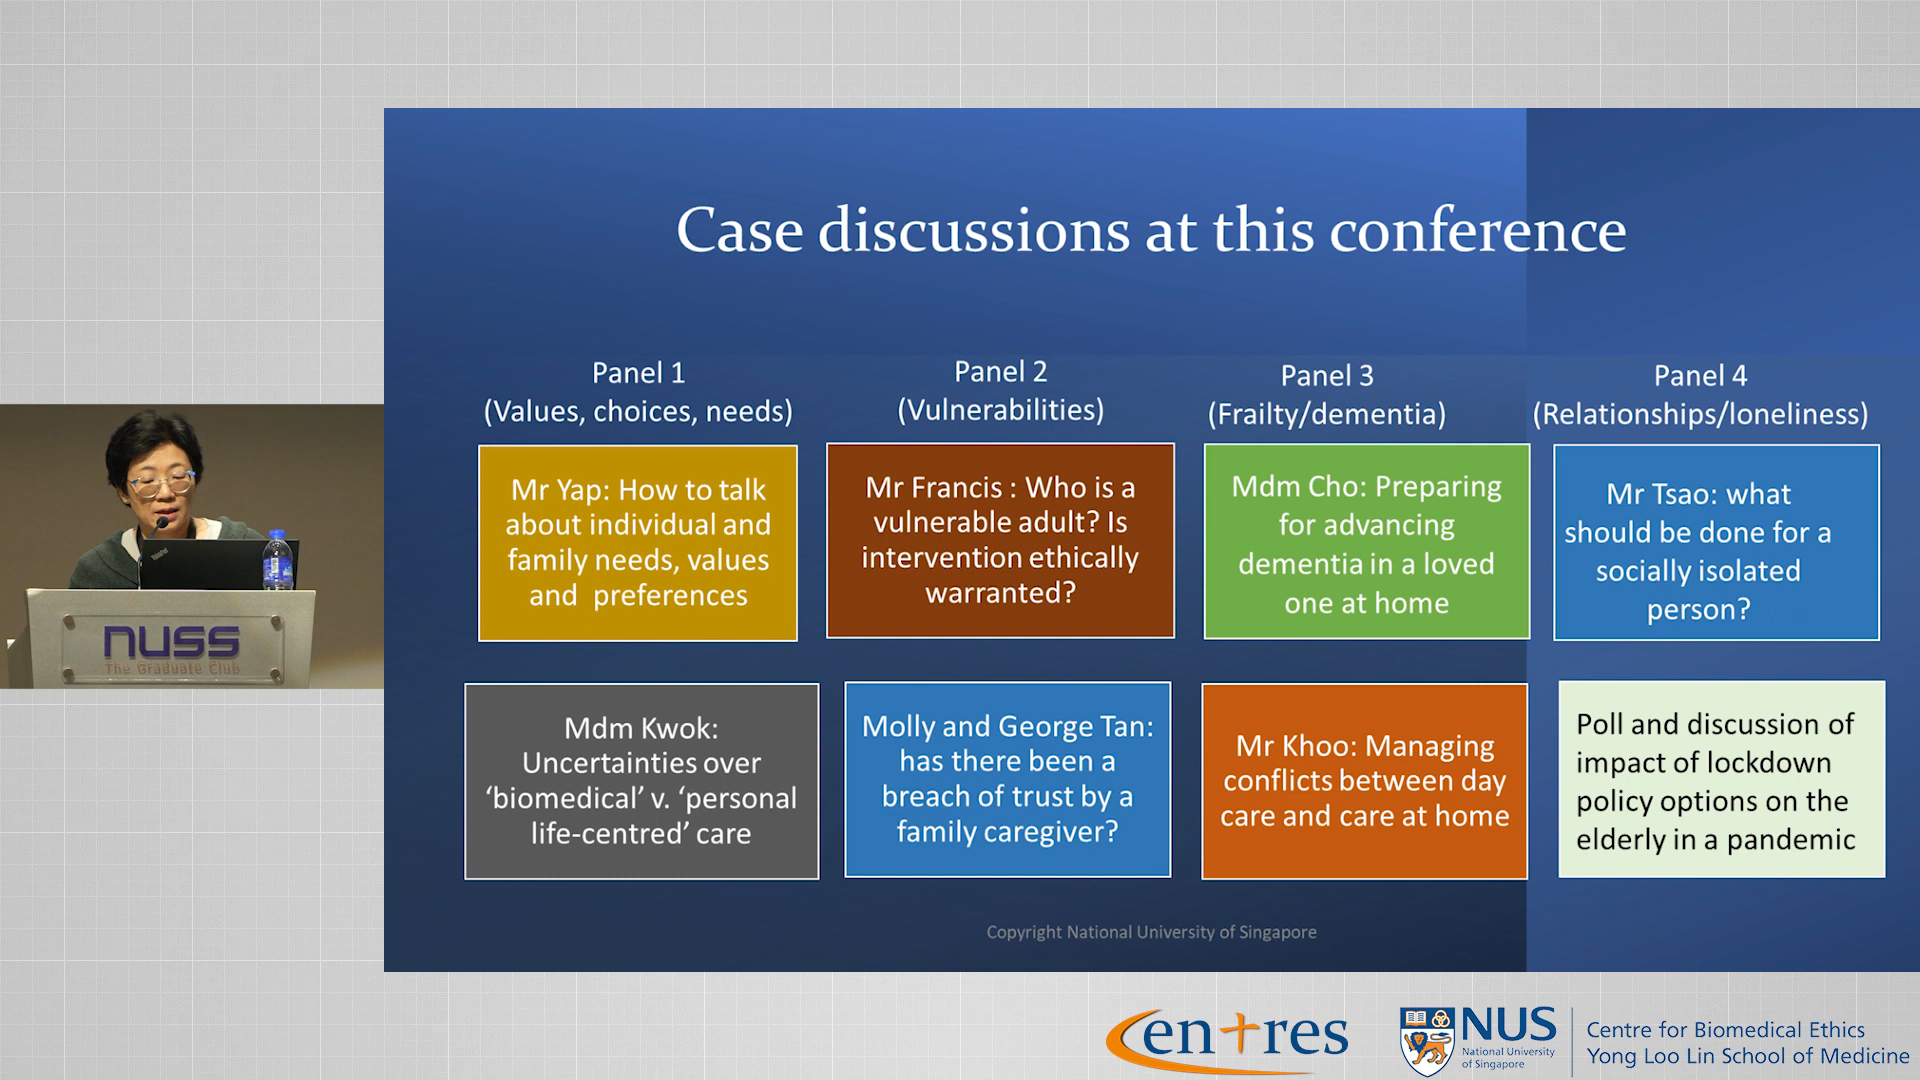 Case discussions at this conference
Panel 1
(Values, choices, needs)
Panel 2
(Vulnerabilities)
Panel 3
(Frailty/dementia)
Panel 4
(Relationships/loneliness)
Mr Yap: How to talk
about individual and
family needs, values
and preferences
Mr Francis : Who is a
vulnerable adult? Is
intervention ethically
warranted?
Mdm Cho: Preparing
for advancing
dementia in a loved
one at home
Mr Tsao: what
should be done for a
socially isolated
person?
Mdm Kwok:
Uncertainties over
‘biomedical’ v. ‘personal
life-centred’ care
Molly and George Tan:
has there been a
breach of trust by a
family caregiver?
Mr Khoo: Managing
conflicts between day
care and care at home
Poll and discussion of
impact of lockdown
policy options on the
elderly in a pandemic
Copyright National University of Singapore
ThinkPad
NUSS
The Graduate Club
Centres
NUS
National University
of Singapore
Centre for Biomedical Ethics
Yong Loo Lin School of Medicine